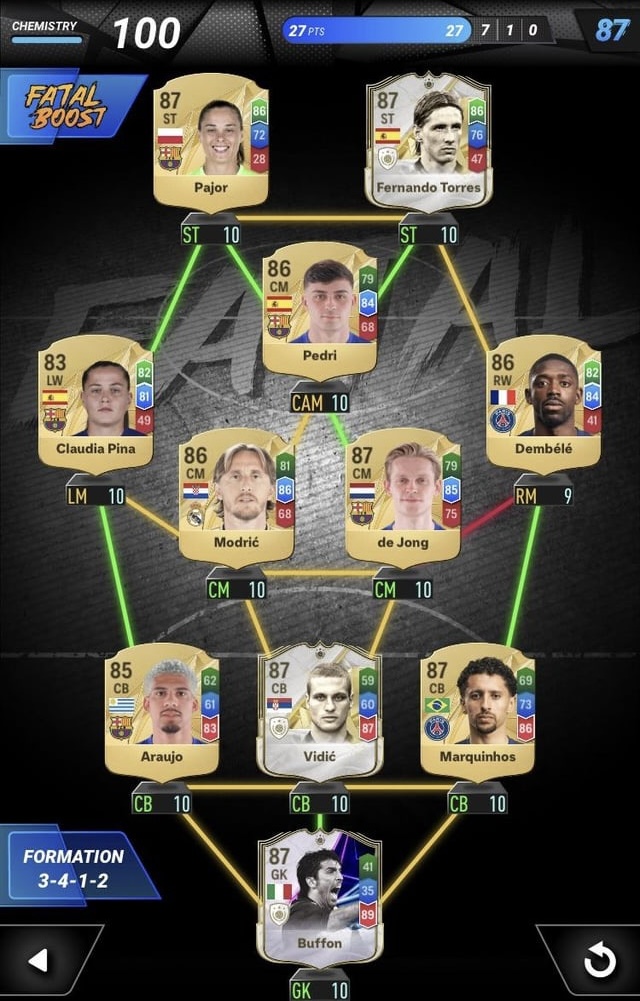 CHEMISTRY 100 27 PTS 27 7 1 0 87
FATAL
BOOST
87
ST
86
72
28
Pajor
ST 10
87
ST
86
76
47
Fernando Torres
ST 10
86
CM
79
84
68
Pedri
CAM 10
83
LW
82
81
49
Claudia Pina
LM 10
86
RW
82
84
41
Dembélé
RM 9
86
CM
81
86
68
Modrić
CM 10
87
CM
79
85
75
de Jong
CM 10
85
CB
62
61
83
Araujo
CB 10
87
CB
59
60
87
Vidić
CB 10
87
CB
69
73
86
Marquinhos
CB 10
FORMATION
3-4-1-2
87
GK
41
35
89
Buffon
GK 10